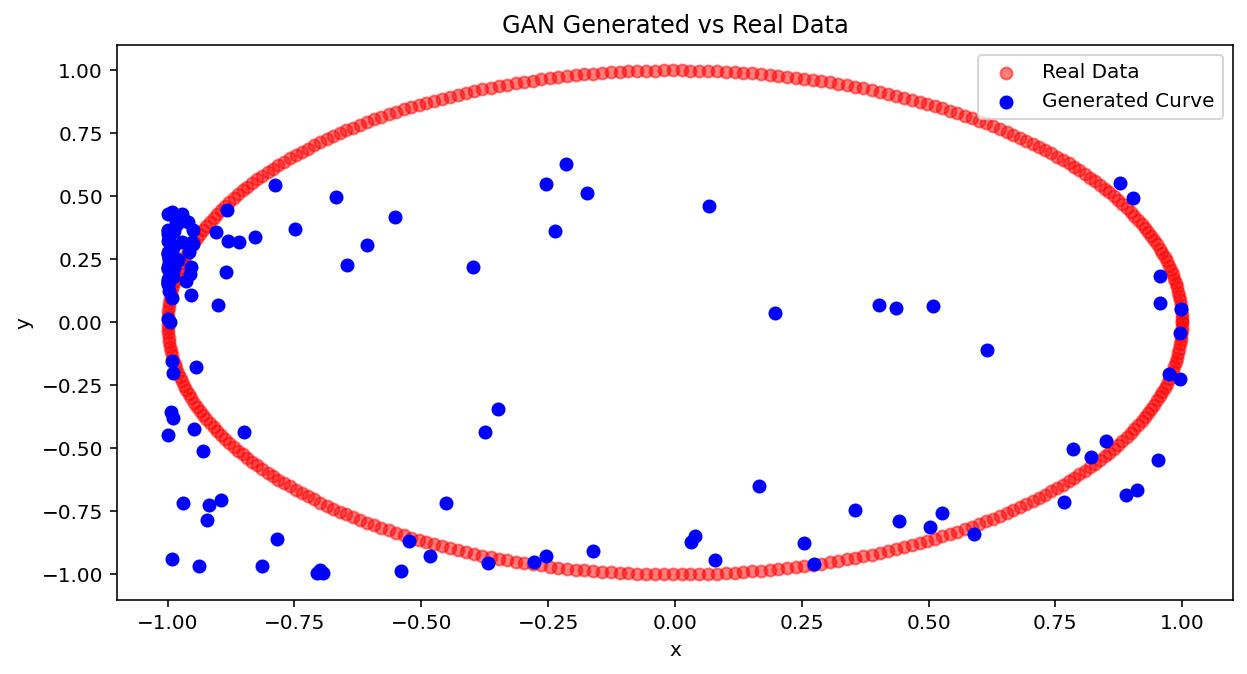 GAN Generated vs Real Data
Real Data
Generated Curve
y
1.00
0.75
0.50
0.25
0.00
−0.25
−0.50
−0.75
−1.00
−1.00 −0.75 −0.50 −0.25 0.00 0.25 0.50 0.75 1.00
x